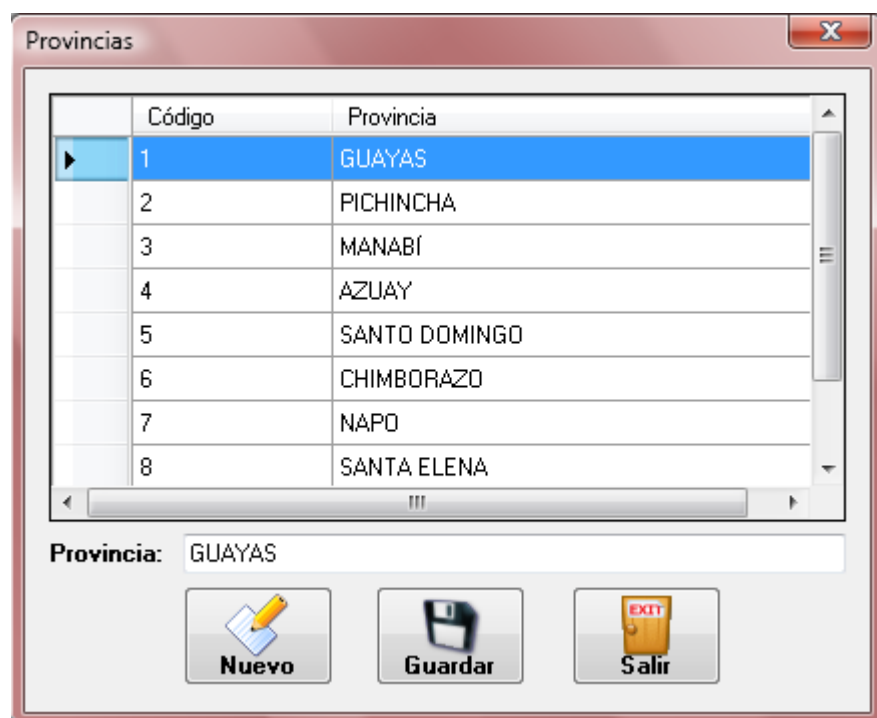 Provincias
Código Provincia
1 GUAYAS
2 PICHINCHA
3 MANABÍ
4 AZUAY
5 SANTO DOMINGO
6 CHIMBORAZO
7 NAPO
8 SANTA ELENA
Provincia: GUAYAS
EXIT
Nuevo Guardar Salir